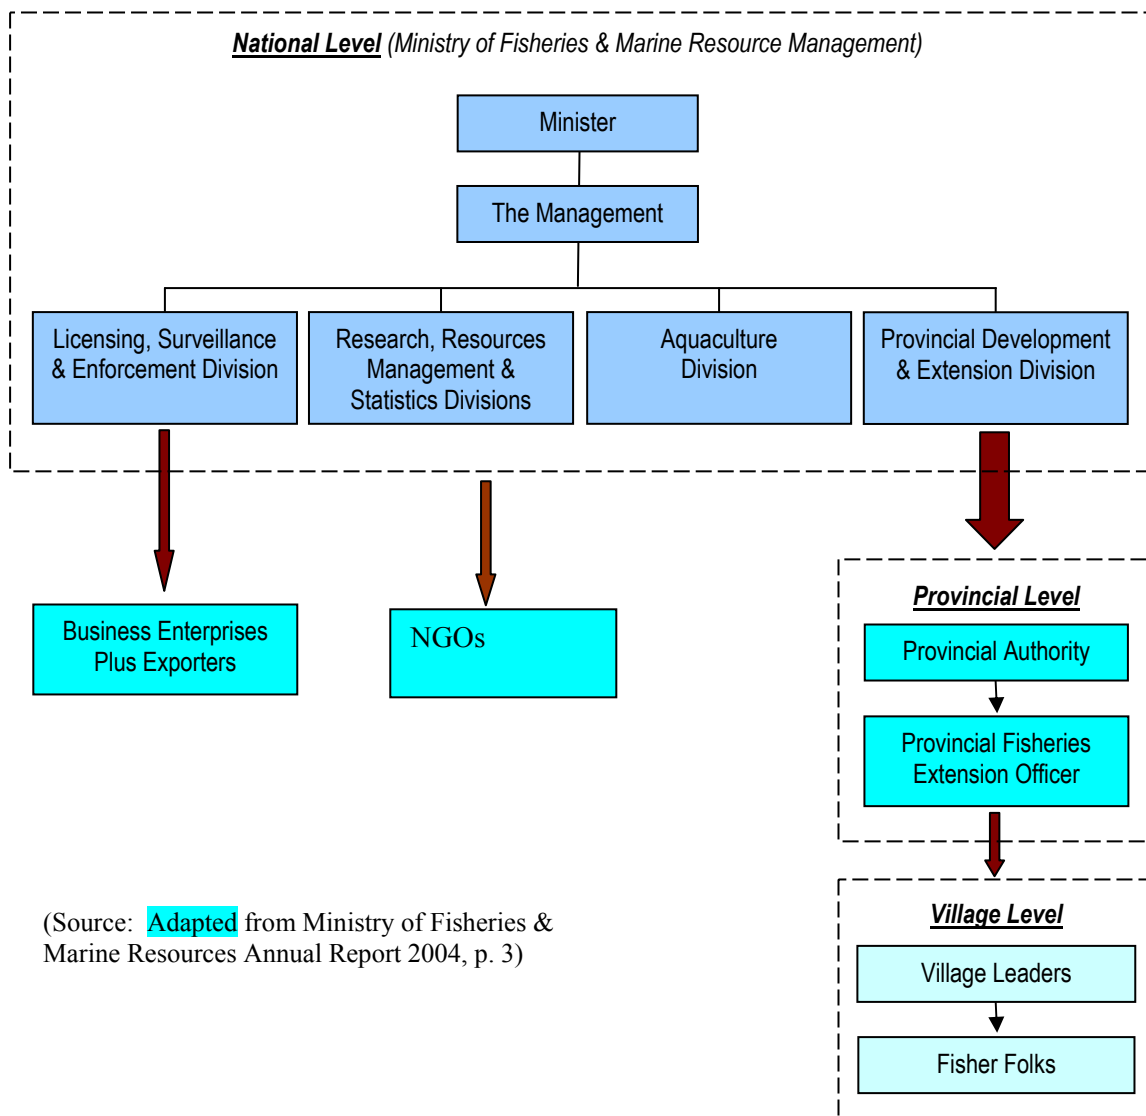 National Level (Ministry of Fisheries & Marine Resource Management)
Minister
The Management
Licensing, Surveillance
& Enforcement Division
Research, Resources
Management &
Statistics Divisions
Aquaculture
Division
Provincial Development
& Extension Division
Business Enterprises
Plus Exporters
NGOs
Provincial Level
Provincial Authority
Provincial Fisheries
Extension Officer
(Source: Adapted from Ministry of Fisheries &
Marine Resources Annual Report 2004, p. 3)
Village Level
Village Leaders
Fisher Folks